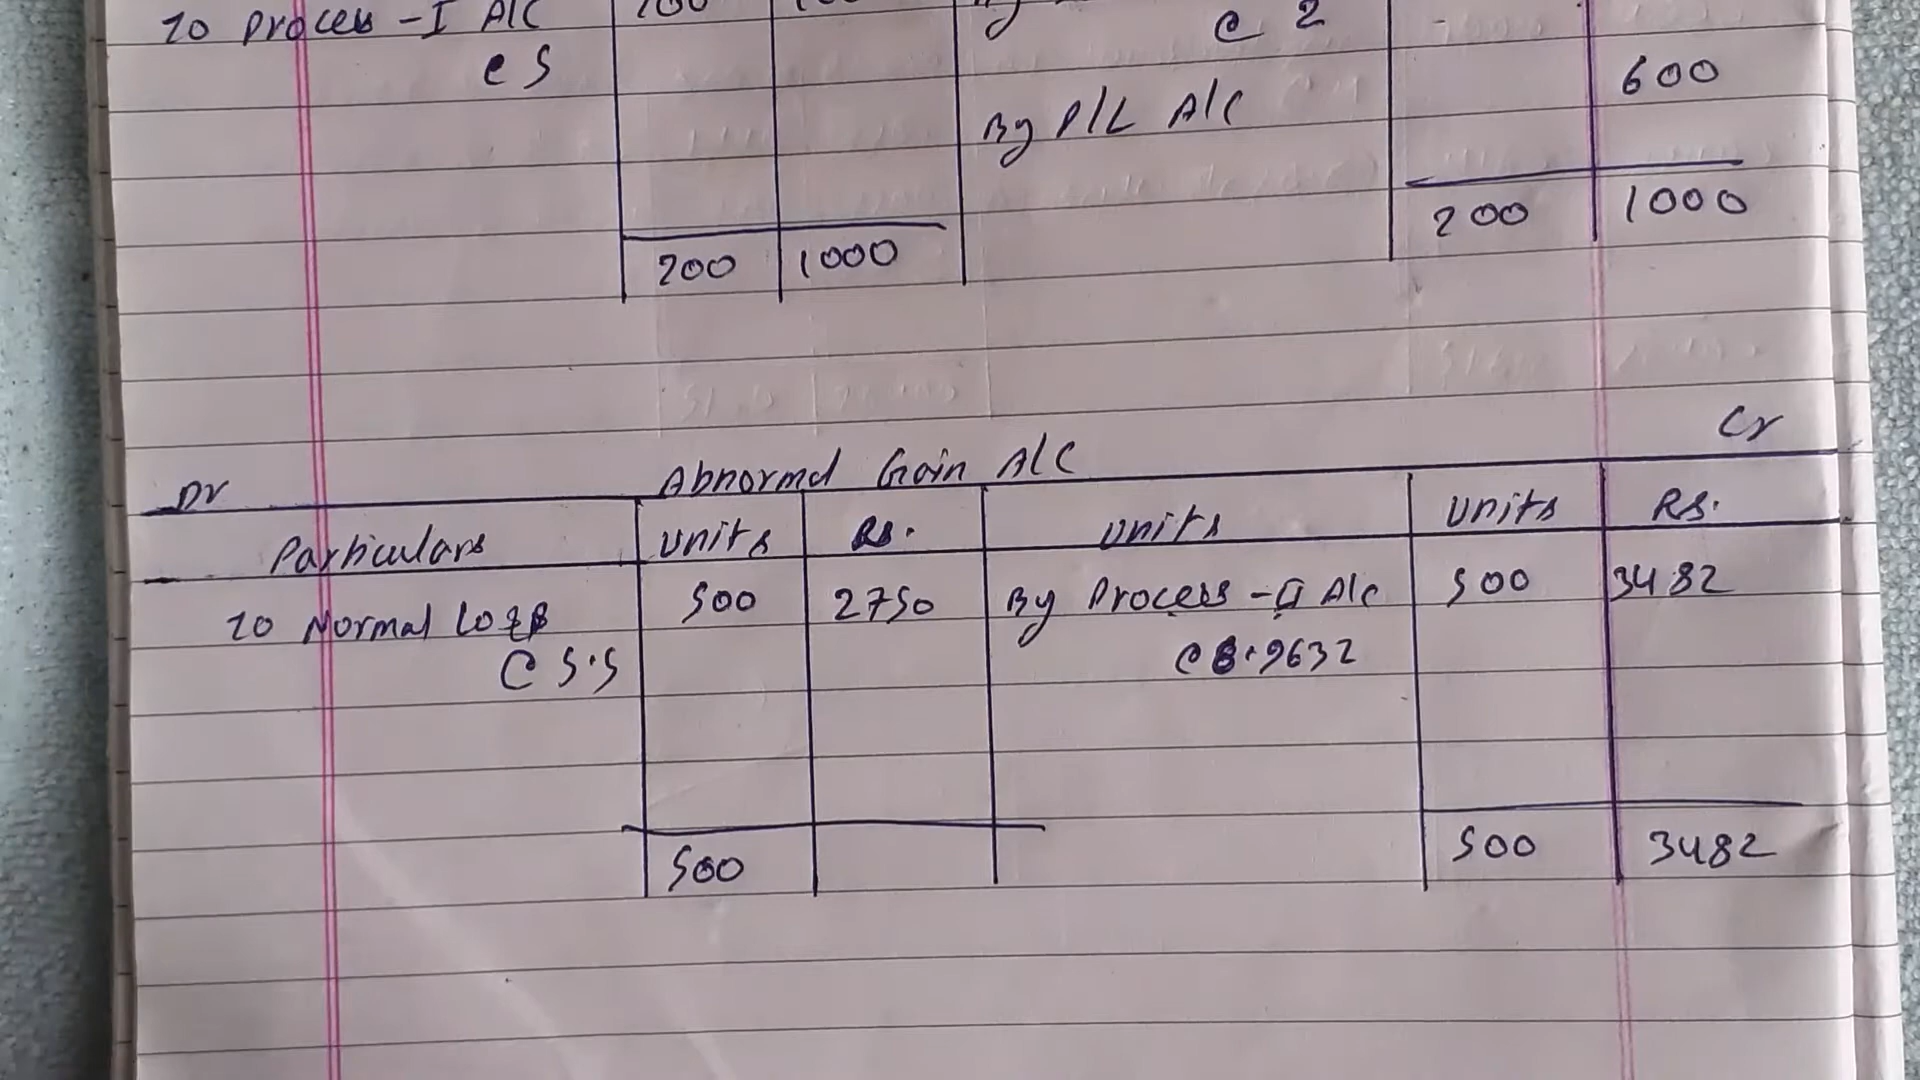 To Process - I A/C
@ 5
@ 2
600
By P/L A/C
200 1000
200 1000
Cr
Dr Abnormal Gain A/C
Particulars Units Rs. Units Units Rs.
To Normal Loss 500 2750 By Process - II A/c 500 3482
@ 5.5 @ 6.9632
500 500 3482